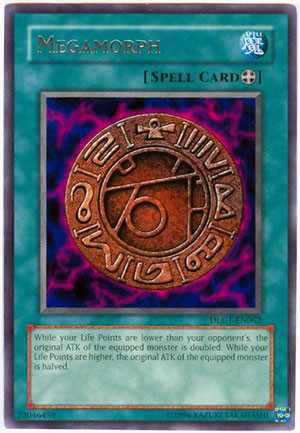 MEGAMORPH
[SPELL CARD]
DLG1-EN082
While your Life Points are lower than your opponent's, the
original ATK of the equipped monster is doubled. While your
Life Points are higher, the original ATK of the equipped monster
is halved.
22046459
©1996 KAZUKI TAKAHASHI